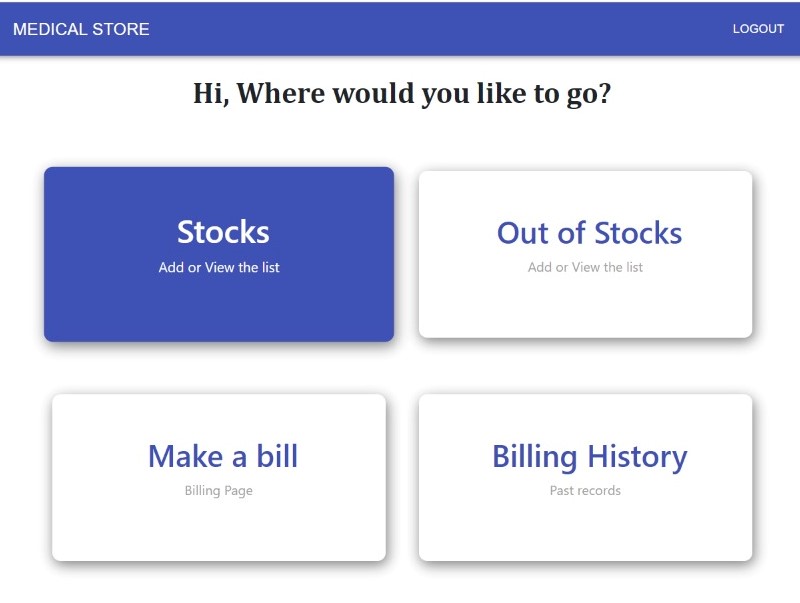 MEDICAL STORE
LOGOUT
Hi, Where would you like to go?
Stocks
Add or View the list
Out of Stocks
Add or View the list
Make a bill
Billing Page
Billing History
Past records